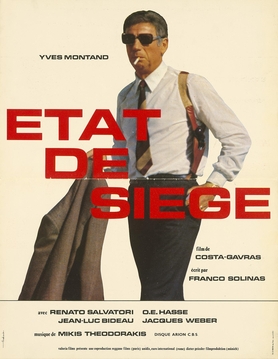 YVES MONTAND
ETAT
DE
SIEGE
film de
COSTA-GAVRAS
écrit par
FRANCO SOLINAS
avec RENATO SALVATORI O.E. HASSE
JEAN-LUC BIDEAU JACQUES WEBER
musique de MIKIS THEODORAKIS DISQUE ARION C.B.S.